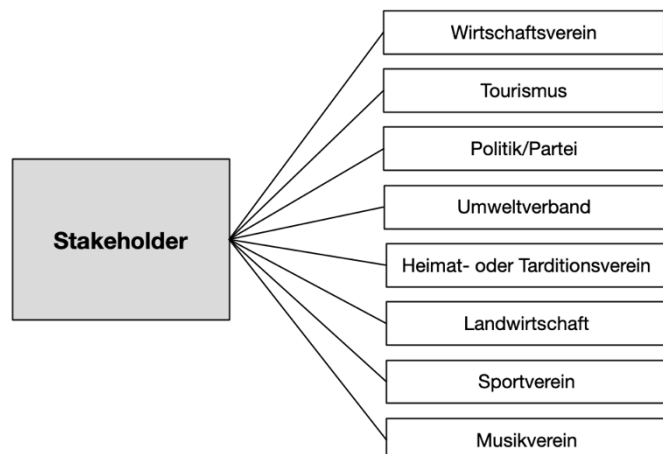 Stakeholder
Wirtschaftsverein
Tourismus
Politik/Partei
Umweltverband
Heimat- oder Tarditionsverein
Landwirtschaft
Sportverein
Musikverein